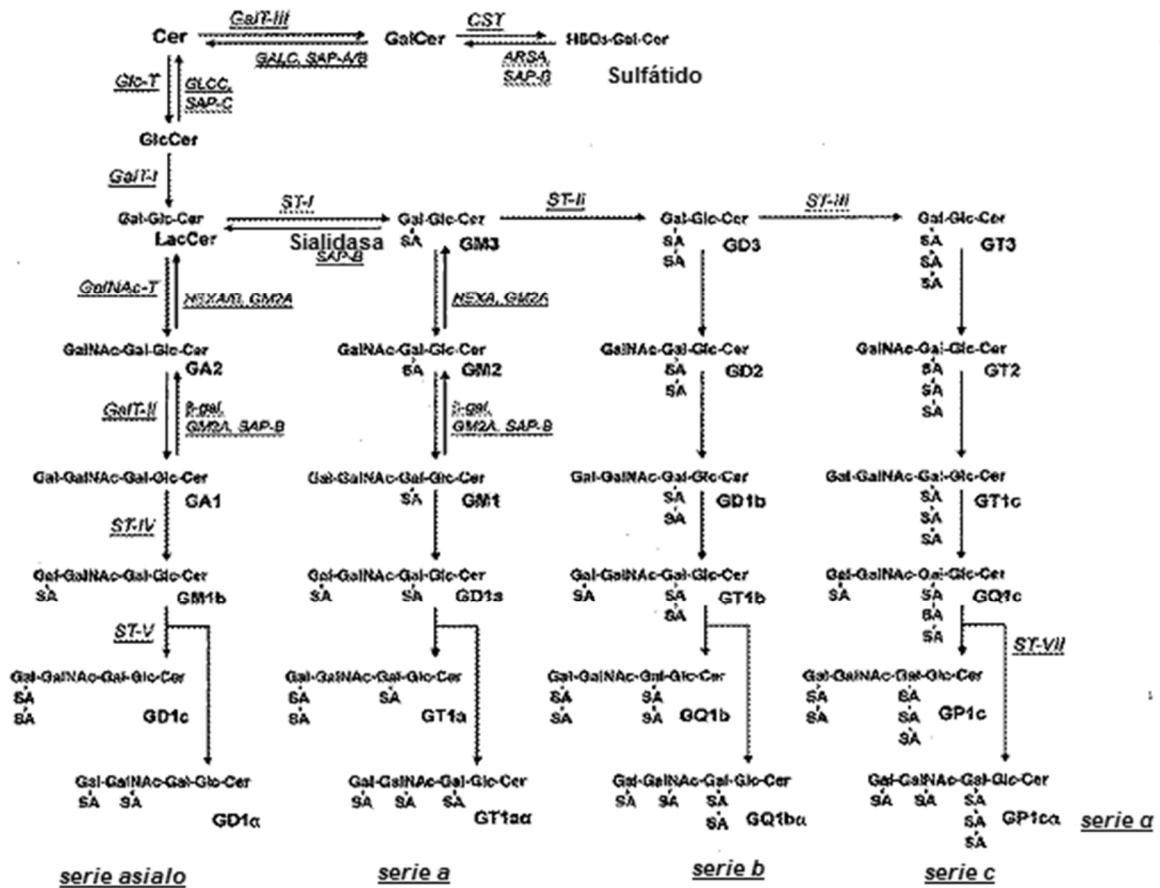 GalT-III
CST
Cer
GalCer
HSO₃-Gal-Cer
GALC, SAP-A/B
ARSA,
SAP-B
Sulfátido
Glc-T
GLCC,
SAP-C
GlcCer
GalT-I
ST-I
ST-II
ST-III
Gal-Glc-Cer
LacCer
Sialidasa
SAP-B
Gal-Glc-Cer
SA
GM3
Gal-Glc-Cer
SA
SA
GD3
Gal-Glc-Cer
SA
SA
SA
GT3
GalNAc-T
HEXA/B, GM2A
HEXA, GM2A
GalNAc-Gal-Glc-Cer
GA2
GalNAc-Gal-Glc-Cer
SA
GM2
GalNAc-Gal-Glc-Cer
SA
SA
GD2
GalNAc-Gal-Glc-Cer
SA
SA
SA
GT2
GalT-II
β-gal,
GM2A, SAP-B
β-gal,
GM2A, SAP-B
Gal-GalNAc-Gal-Glc-Cer
GA1
Gal-GalNAc-Gal-Glc-Cer
SA
GM1
Gal-GalNAc-Gal-Glc-Cer
SA
SA
GD1b
Gal-GalNAc-Gal-Glc-Cer
SA
SA
SA
GT1c
ST-IV
Gal-GalNAc-Gal-Glc-Cer
SA
GM1b
Gal-GalNAc-Gal-Glc-Cer
SA SA
GD1a
Gal-GalNAc-Gal-Glc-Cer
SA SA
SA
GT1b
Gal-GalNAc-Gal-Glc-Cer
SA SA
SA
SA
GQ1c
ST-V
ST-VII
Gal-GalNAc-Gal-Glc-Cer
SA
SA
GD1c
Gal-GalNAc-Gal-Glc-Cer
SA SA
SA
GT1a
Gal-GalNAc-Gal-Glc-Cer
SA SA
SA SA
GQ1b
Gal-GalNAc-Gal-Glc-Cer
SA SA
SA SA
SA
GP1c
Gal-GalNAc-Gal-Glc-Cer
SA SA
GD1α
Gal-GalNAc-Gal-Glc-Cer
SA SA SA
GT1aα
Gal-GalNAc-Gal-Glc-Cer
SA SA SA
SA
GQ1bα
Gal-GalNAc-Gal-Glc-Cer
SA SA SA
SA
SA
GP1cα
serie α
serie asialo
serie a
serie b
serie c